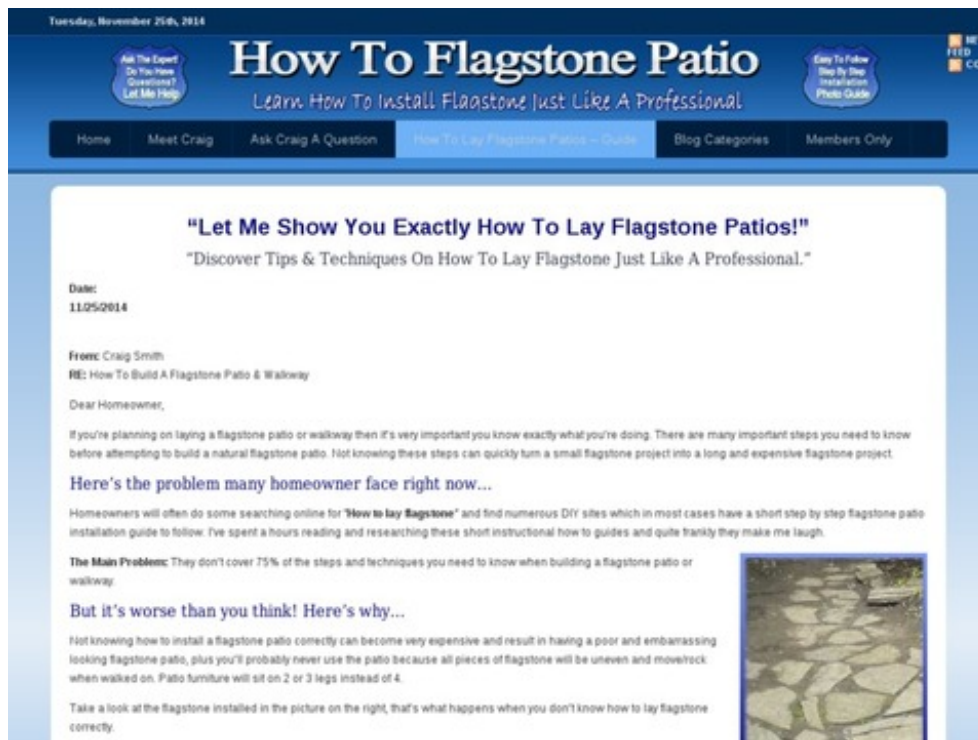 Tuesday, November 25th, 2014
Ask The Expert
Do You Have
Questions?
Let Me Help
How To Flagstone Patio
Learn How To Install Flagstone Just Like A Professional
Easy To Follow
Step By Step
Installation
Photo Guide
FEED
Home Meet Craig Ask Craig A Question How To Lay Flagstone Patios – Guide Blog Categories Members Only
“Let Me Show You Exactly How To Lay Flagstone Patios!”
“Discover Tips & Techniques On How To Lay Flagstone Just Like A Professional.”
Date:
11/25/2014
From: Craig Smith
RE: How To Build A Flagstone Patio & Walkway
Dear Homeowner,
If you're planning on laying a flagstone patio or walkway then it's very important you know exactly what you're doing. There are many important steps you need to know
before attempting to build a natural flagstone patio. Not knowing these steps can quickly turn a small flagstone project into a long and expensive flagstone project.
Here's the problem many homeowner face right now…
Homeowners will often do some searching online for "How to lay flagstone" and find numerous DIY sites which in most cases have a short step by step flagstone patio
installation guide to follow. I've spent a hours reading and researching these short instructional how to guides and quite frankly they make me laugh.
The Main Problem: They don't cover 75% of the steps and techniques you need to know when building a flagstone patio or
walkway.
But it's worse than you think! Here's why…
Not knowing how to install a flagstone patio correctly can become very expensive and result in having a poor and embarrassing
looking flagstone patio, plus you'll probably never use the patio because all pieces of flagstone will be uneven and move/rock
when walked on. Patio furniture will sit on 2 or 3 legs instead of 4.
Take a look at the flagstone installed in the picture on the right, that's what happens when you don't know how to lay flagstone
correctly.